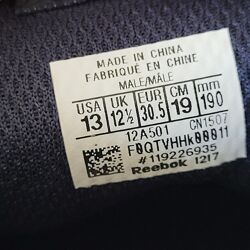 MADE IN CHINA
FABRIQUÉ EN CHINE
MALE/MÂLE
USA UK EUR CM mm
13 12½ 30.5 19 190
12A501 CN1507
F0QTVHHk00011
#119226935
Reebok 1217